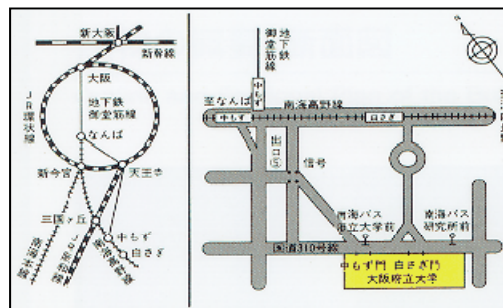 新大阪
新幹線
大阪
JR環状線
地下鉄
御堂筋線
なんば
新今宮
天王寺
三国ヶ丘
中もず
白さぎ
地下鉄
御堂筋線
中もず
至なんば
南海高野線
中もず
白さぎ
出口⑤
信号
南海バス
府立大学前
南海バス
研究所前
国道310号線
中もず門 白さぎ門
大阪府立大学